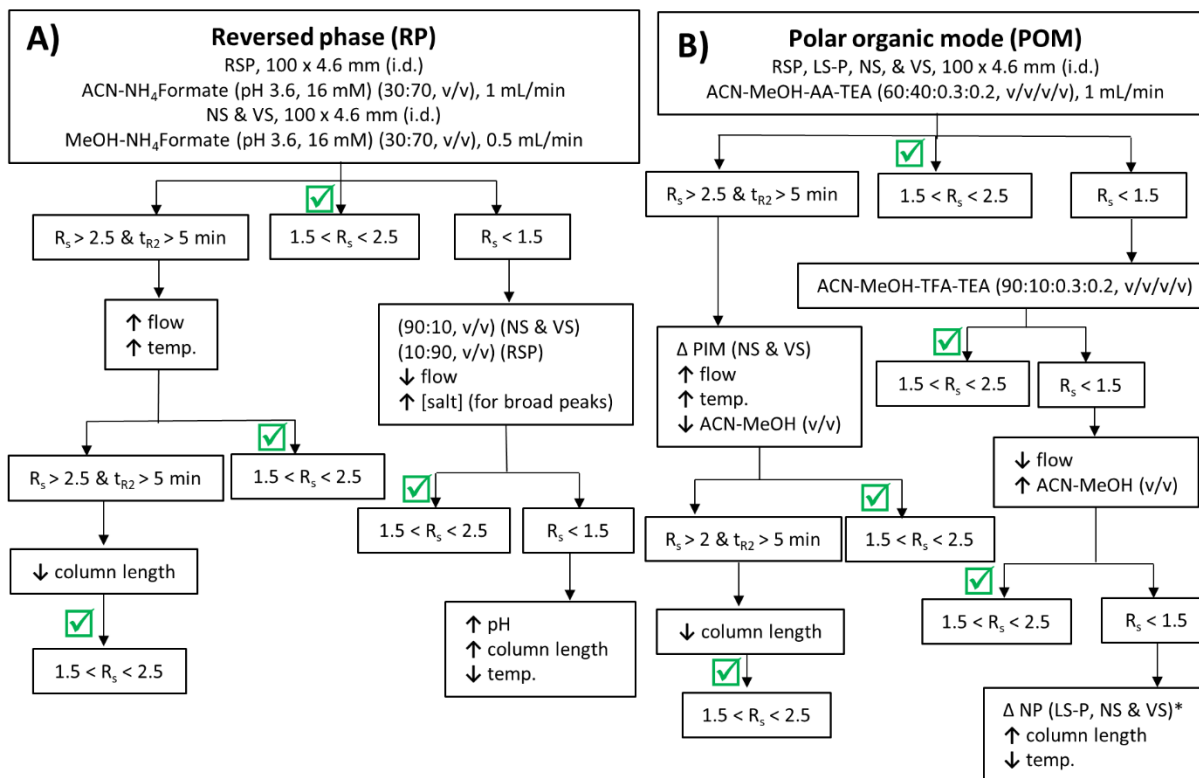 A)
Reversed phase (RP)
RSP, 100 x 4.6 mm (i.d.)
ACN-NH₄Formate (pH 3.6, 16 mM) (30:70, v/v), 1 mL/min
NS & VS, 100 x 4.6 mm (i.d.)
MeOH-NH₄Formate (pH 3.6, 16 mM) (30:70, v/v), 0.5 mL/min
Rₛ > 2.5 & t_R2 > 5 min
1.5 < Rₛ < 2.5
Rₛ < 1.5
↑ flow
↑ temp.
(90:10, v/v) (NS & VS)
(10:90, v/v) (RSP)
↓ flow
↑ [salt] (for broad peaks)
Rₛ > 2.5 & t_R2 > 5 min
1.5 < Rₛ < 2.5
1.5 < Rₛ < 2.5
Rₛ < 1.5
↓ column length
↑ pH
↑ column length
↓ temp.
1.5 < Rₛ < 2.5
B)
Polar organic mode (POM)
RSP, LS-P, NS, & VS, 100 x 4.6 mm (i.d.)
ACN-MeOH-AA-TEA (60:40:0.3:0.2, v/v/v/v), 1 mL/min
Rₛ > 2.5 & t_R2 > 5 min
1.5 < Rₛ < 2.5
Rₛ < 1.5
ACN-MeOH-TFA-TEA (90:10:0.3:0.2, v/v/v/v)
Δ PIM (NS & VS)
↑ flow
↑ temp.
↓ ACN-MeOH (v/v)
1.5 < Rₛ < 2.5
Rₛ < 1.5
↓ flow
↑ ACN-MeOH (v/v)
Rₛ > 2 & t_R2 > 5 min
1.5 < Rₛ < 2.5
1.5 < Rₛ < 2.5
Rₛ < 1.5
↓ column length
1.5 < Rₛ < 2.5
Δ NP (LS-P, NS & VS)*
↑ column length
↓ temp.